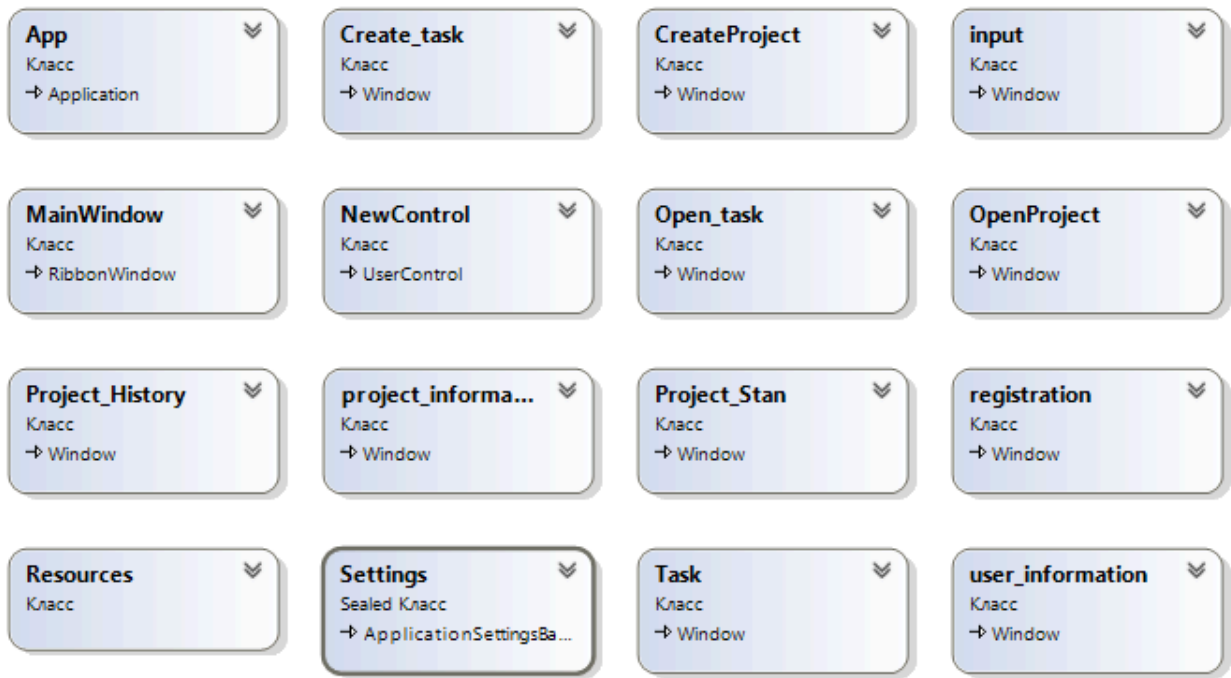 App
Класс
Application
Create_task
Класс
Window
CreateProject
Класс
Window
input
Класс
Window
MainWindow
Класс
RibbonWindow
NewControl
Класс
UserControl
Open_task
Класс
Window
OpenProject
Класс
Window
Project_History
Класс
Window
project_informa...
Класс
Window
Project_Stan
Класс
Window
registration
Класс
Window
Resources
Класс
Settings
Sealed Класс
ApplicationSettingsBa...
Task
Класс
Window
user_information
Класс
Window